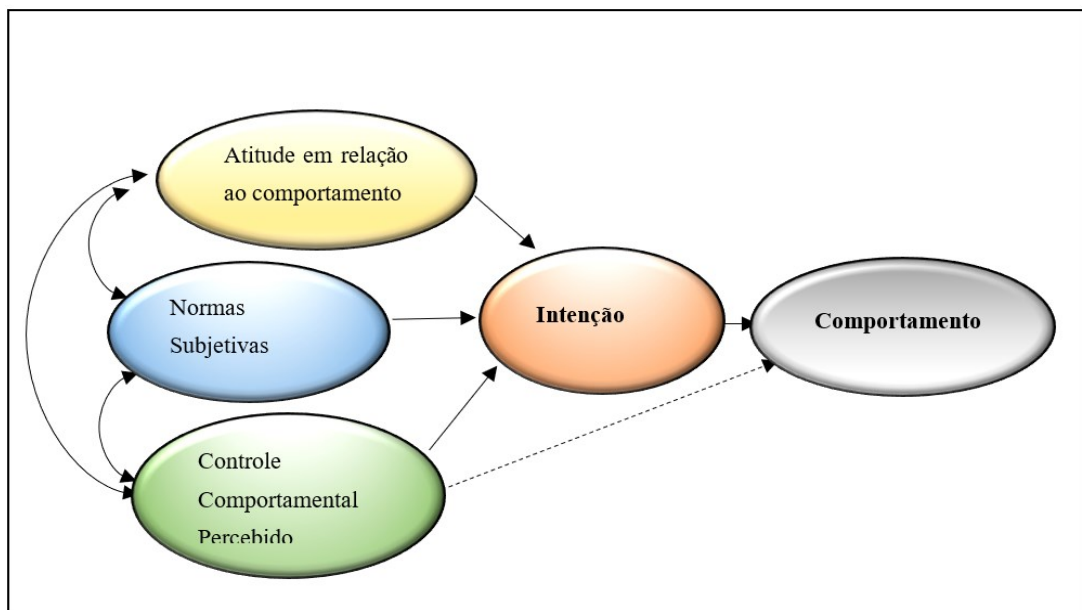 Atitude em relação
ao comportamento
Normas
Subjetivas
Intenção
Comportamento
Controle
Comportamental
Percebido